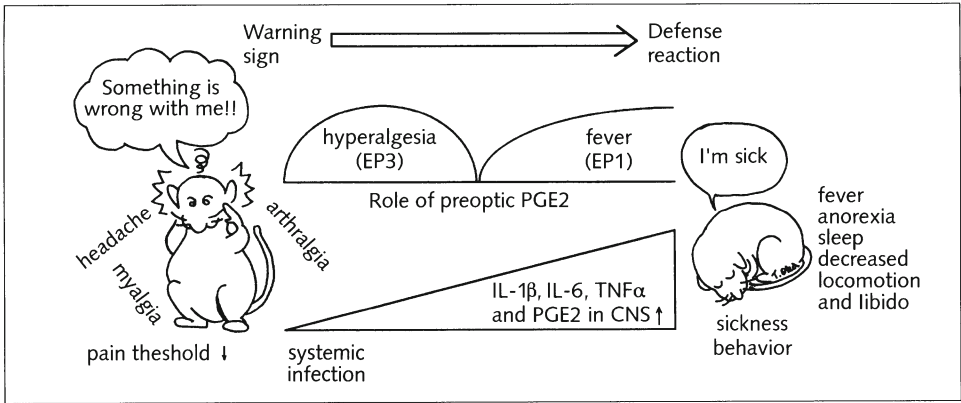 Warning
sign
Defense
reaction
Something is
wrong with me!!
hyperalgesia
(EP3)
fever
(EP1)
I'm sick
Role of preoptic PGE2
headache
arthralgia
myalgia
fever
anorexia
sleep
decreased
locomotion
and libido
IL-1β, IL-6, TNFα
and PGE2 in CNS ↑
T.OKA
sickness
behavior
pain theshold ↓
systemic
infection